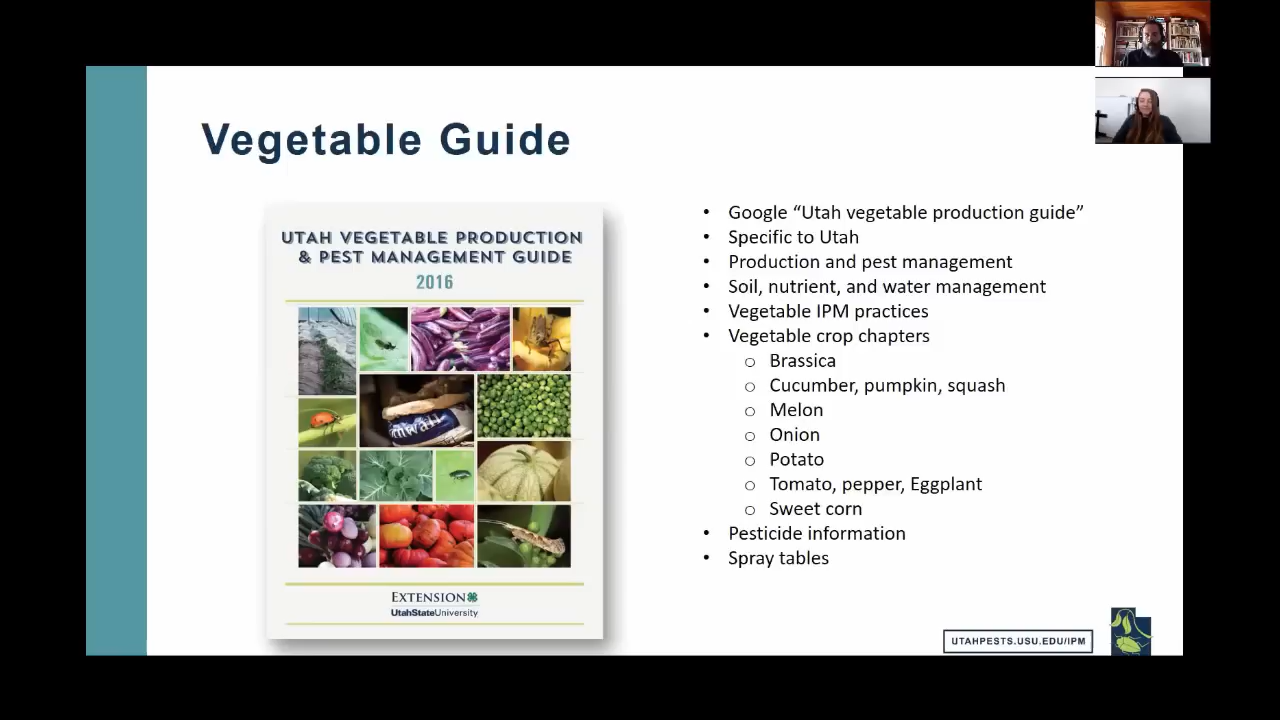 Vegetable Guide
UTAH VEGETABLE PRODUCTION
& PEST MANAGEMENT GUIDE
2016
EXTENSION
UtahStateUniversity
• Google “Utah vegetable production guide”
• Specific to Utah
• Production and pest management
• Soil, nutrient, and water management
• Vegetable IPM practices
• Vegetable crop chapters
o Brassica
o Cucumber, pumpkin, squash
o Melon
o Onion
o Potato
o Tomato, pepper, Eggplant
o Sweet corn
• Pesticide information
• Spray tables
UTAHPESTS.USU.EDU/IPM